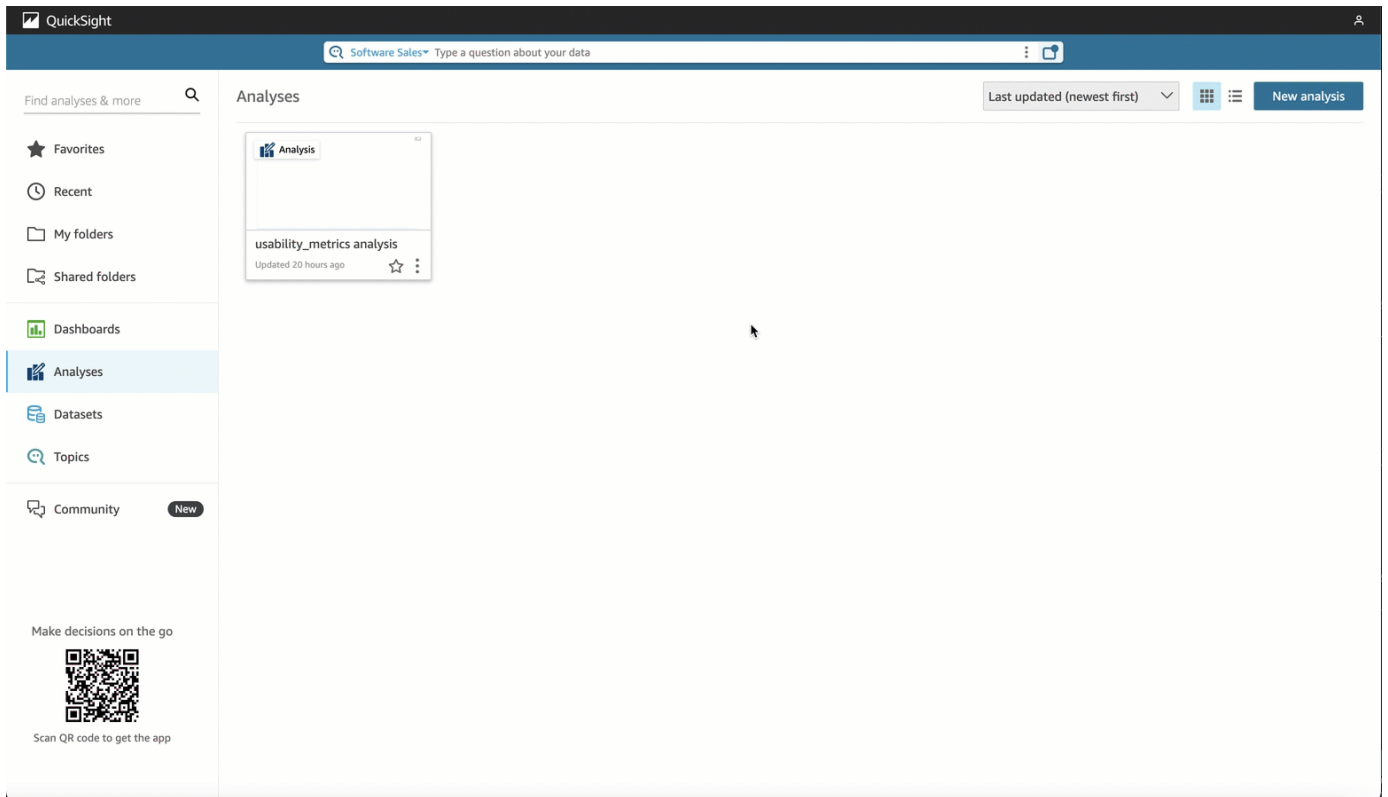 QuickSight
Software Sales Type a question about your data
Find analyses & more
Favorites
Recent
My folders
Shared folders
Dashboards
Analyses
Datasets
Topics
Community New
Make decisions on the go
Scan QR code to get the app
Analyses
Last updated (newest first)
New analysis
Analysis
usability_metrics analysis
Updated 20 hours ago